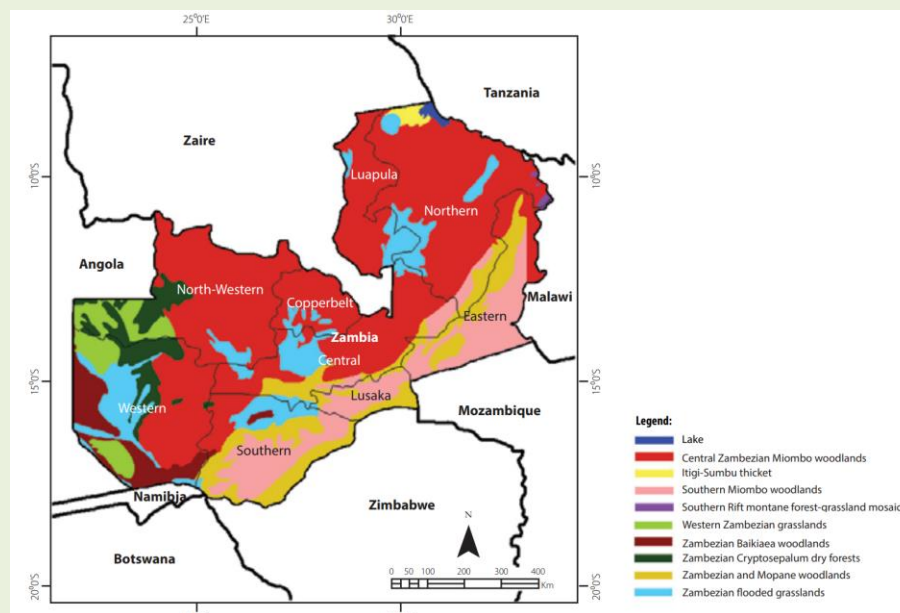 25°0'E
30°0'E
Tanzania
Zaire
10°0'S
10°0'S
Luapula
Northern
Angola
North-Western
Malawi
Copperbelt
Eastern
Zambia
Central
15°0'S
15°0'S
Lusaka
Western
Mozambique
Southern
Namibia
Zimbabwe
N
Botswana
0 50 100 200 300 400
Km
20°0'S
20°0'S
Legend:
Lake
Central Zambezian Miombo woodlands
Itigi-Sumbu thicket
Southern Miombo woodlands
Southern Rift montane forest-grassland mosaic
Western Zambezian grasslands
Zambezian Baikiaea woodlands
Zambezian Cryptosepalum dry forests
Zambezian and Mopane woodlands
Zambezian flooded grasslands